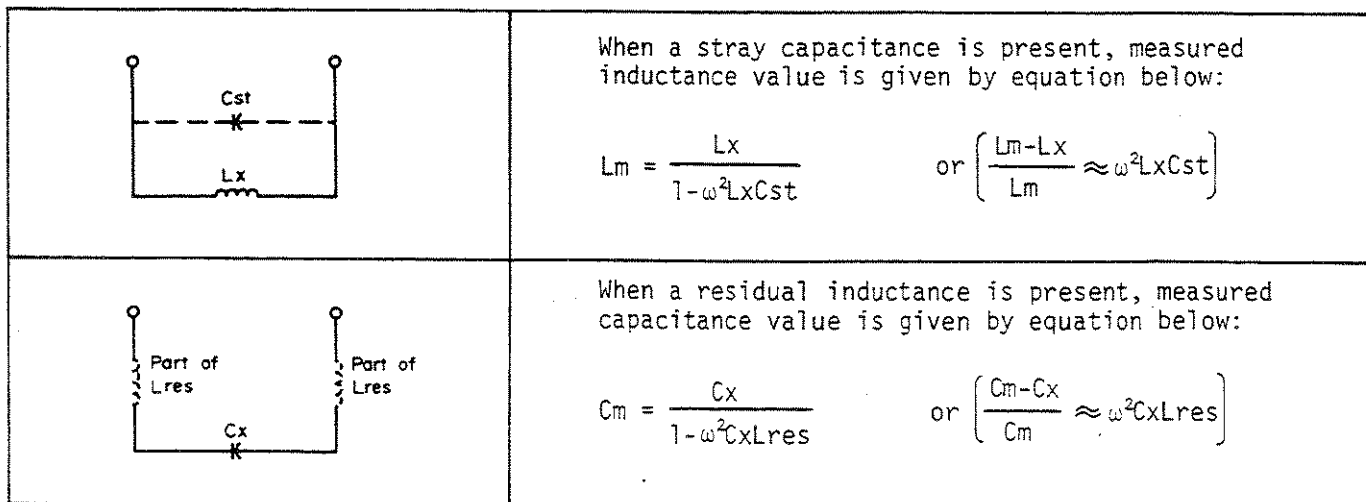 Cst
Lx
When a stray capacitance is present, measured
inductance value is given by equation below:
Lm = Lx / 1-ω²LxCst or (Lm-Lx / Lm ≈ ω²LxCst)
Part of
Lres
Part of
Lres
Cx
When a residual inductance is present, measured
capacitance value is given by equation below:
Cm = Cx / 1-ω²CxLres or (Cm-Cx / Cm ≈ ω²CxLres)